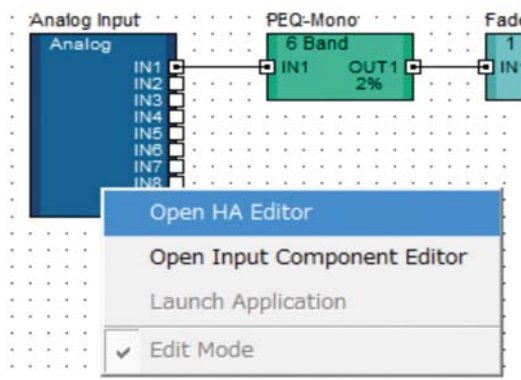 Analog Input
Analog
IN1
IN2
IN3
IN4
IN5
IN6
IN7
IN8
PEQ-Mono
6 Band
IN1 OUT1
2%
1
Open HA Editor
Open Input Component Editor
Launch Application
Edit Mode